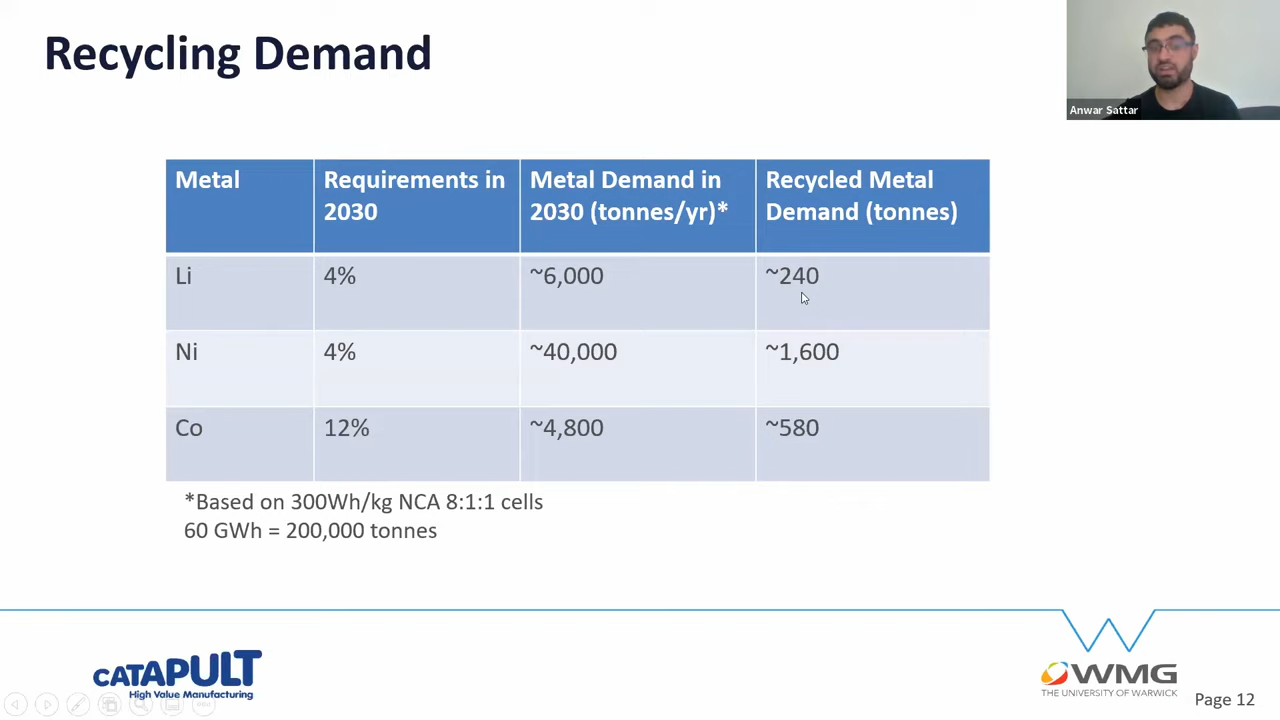 Recycling Demand
Anwar Sattar
Metal
Requirements in
2030
Metal Demand in
2030 (tonnes/yr)*
Recycled Metal
Demand (tonnes)
Li
4%
~6,000
~240
Ni
4%
~40,000
~1,600
Co
12%
~4,800
~580
*Based on 300Wh/kg NCA 8:1:1 cells
60 GWh = 200,000 tonnes
CATAPULT
High Value Manufacturing
WMG
THE UNIVERSITY OF WARWICK
Page 12